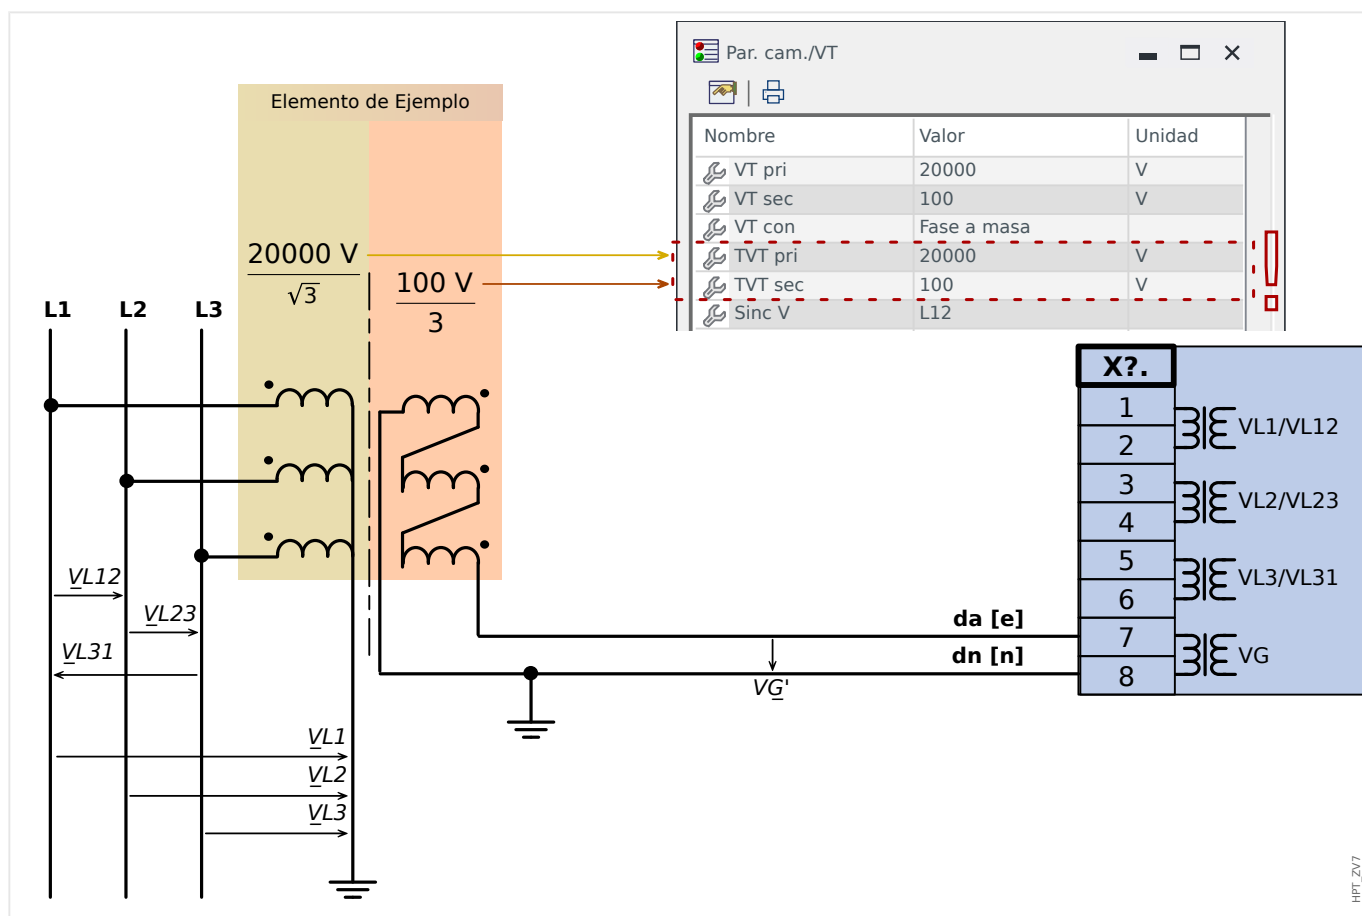 Par. cam./VT
Elemento de Ejemplo
Nombre Valor Unidad
VT pri 20000 V
VT sec 100 V
VT con Fase a masa
TVT pri 20000 V
TVT sec 100 V
Sinc V L12
20000 V
√3
100 V
3
L1 L2 L3
X?.
1
2
3
4
5
6
7
8
VL1/VL12
VL2/VL23
VL3/VL31
VG
VL12
VL23
VL31
da [e]
dn [n]
VG'
VL1
VL2
VL3
HPT_ZV7